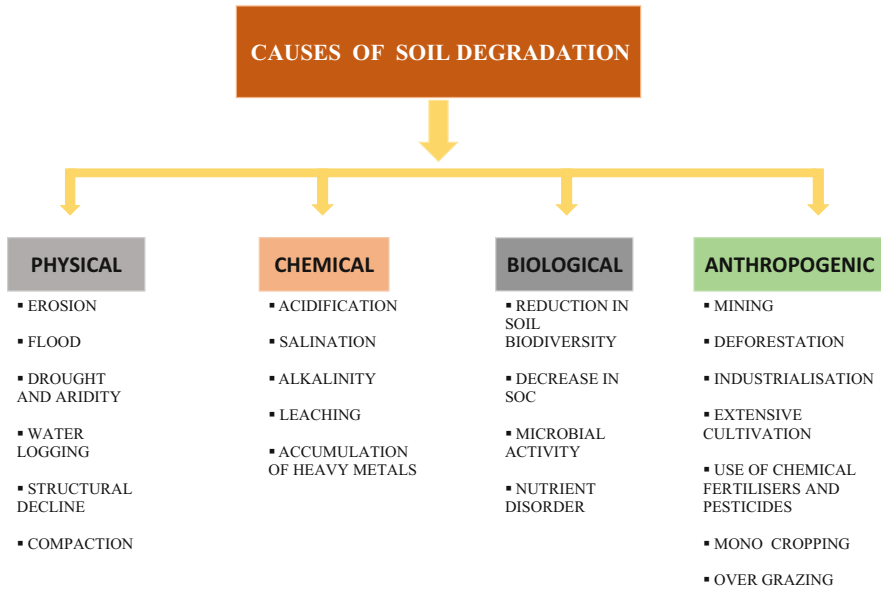 CAUSES OF SOIL DEGRADATION
PHYSICAL
▪ EROSION
▪ FLOOD
▪ DROUGHT
AND ARIDITY
▪ WATER
LOGGING
▪ STRUCTURAL
DECLINE
▪ COMPACTION
CHEMICAL
▪ ACIDIFICATION
▪ SALINATION
▪ ALKALINITY
▪ LEACHING
▪ ACCUMULATION
OF HEAVY METALS
BIOLOGICAL
▪ REDUCTION IN
SOIL
BIODIVERSITY
▪ DECREASE IN
SOC
▪ MICROBIAL
ACTIVITY
▪ NUTRIENT
DISORDER
ANTHROPOGENIC
▪ MINING
▪ DEFORESTATION
▪ INDUSTRIALISATION
▪ EXTENSIVE
CULTIVATION
▪ USE OF CHEMICAL
FERTILISERS AND
PESTICIDES
▪ MONO CROPPING
▪ OVER GRAZING